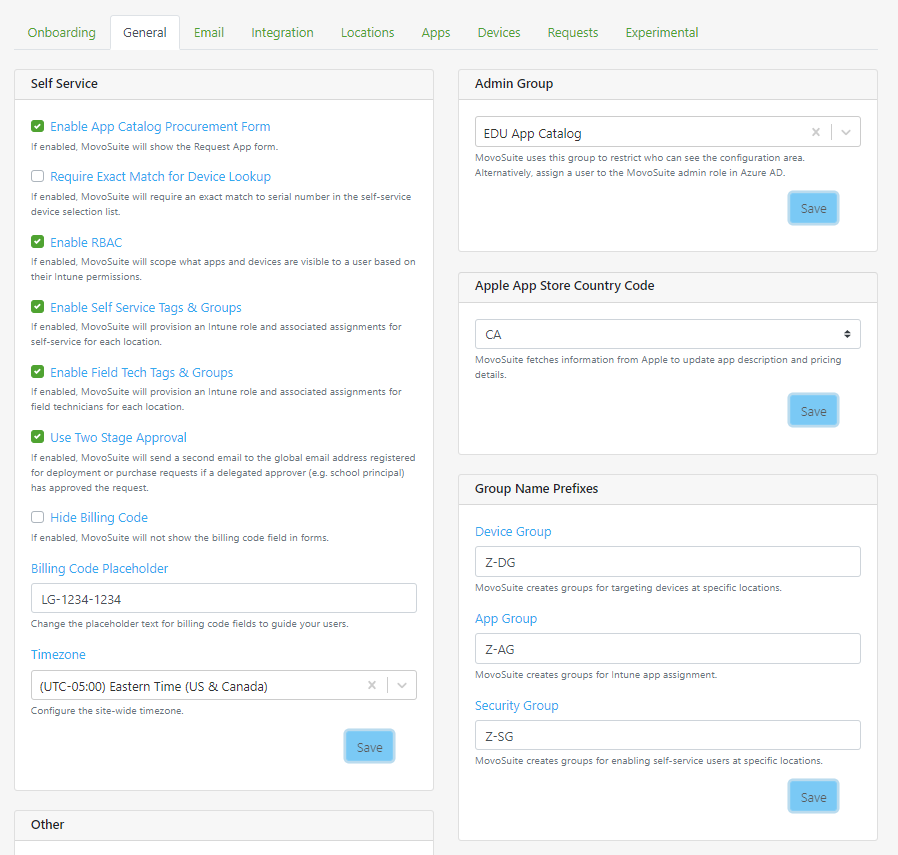 Onboarding General Email Integration Locations Apps Devices Requests Experimental
Self Service
Enable App Catalog Procurement Form
If enabled, MovoSuite will show the Request App form.
Require Exact Match for Device Lookup
If enabled, MovoSuite will require an exact match to serial number in the self-service
device selection list.
Enable RBAC
If enabled, MovoSuite will scope what apps and devices are visible to a user based on
their Intune permissions.
Enable Self Service Tags & Groups
If enabled, MovoSuite will provision an Intune role and associated assignments for
self-service for each location.
Enable Field Tech Tags & Groups
If enabled, MovoSuite will provision an Intune role and associated assignments for
field technicians for each location.
Use Two Stage Approval
If enabled, MovoSuite will send a second email to the global email address registered
for deployment or purchase requests if a delegated approver (e.g. school principal)
has approved the request.
Hide Billing Code
If enabled, MovoSuite will not show the billing code field in forms.
Billing Code Placeholder
LG-1234-1234
Change the placeholder text for billing code fields to guide your users.
Timezone
(UTC-05:00) Eastern Time (US & Canada)
Configure the site-wide timezone.
Save
Other
Admin Group
EDU App Catalog
MovoSuite uses this group to restrict who can see the configuration area.
Alternatively, assign a user to the MovoSuite admin role in Azure AD.
Save
Apple App Store Country Code
CA
MovoSuite fetches information from Apple to update app description and pricing
details.
Save
Group Name Prefixes
Device Group
Z-DG
MovoSuite creates groups for targeting devices at specific locations.
App Group
Z-AG
MovoSuite creates groups for Intune app assignment.
Security Group
Z-SG
MovoSuite creates groups for enabling self-service users at specific locations.
Save